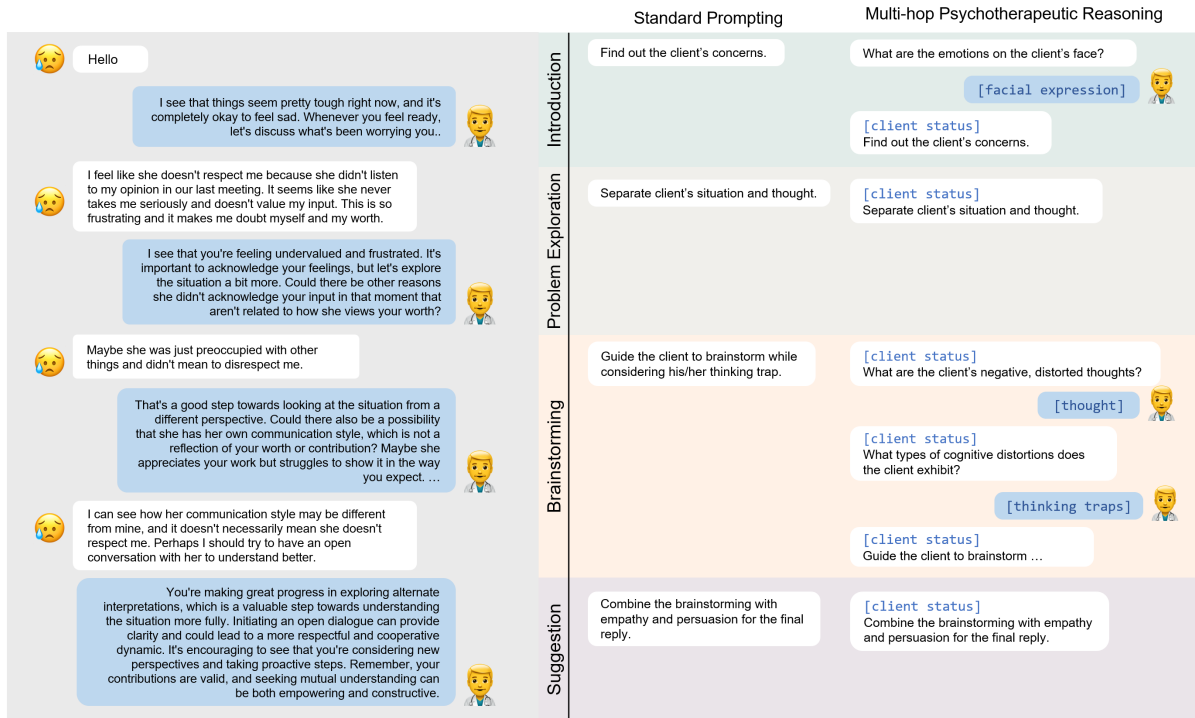 Standard Prompting
Multi-hop Psychotherapeutic Reasoning
Hello
I see that things seem pretty tough right now, and it's
completely okay to feel sad. Whenever you feel ready,
let's discuss what's been worrying you..
Introduction
Find out the client's concerns.
What are the emotions on the client's face?
[facial expression]
[client status]
Find out the client's concerns.
I feel like she doesn't respect me because she didn't listen
to my opinion in our last meeting. It seems like she never
takes me seriously and doesn't value my input. This is so
frustrating and it makes me doubt myself and my worth.
I see that you're feeling undervalued and frustrated. It's
important to acknowledge your feelings, but let's explore
the situation a bit more. Could there be other reasons
she didn't acknowledge your input in that moment that
aren't related to how she views your worth?
Problem Exploration
Separate client's situation and thought.
[client status]
Separate client's situation and thought.
Maybe she was just preoccupied with other
things and didn't mean to disrespect me.
That's a good step towards looking at the situation from a
different perspective. Could there also be a possibility
that she has her own communication style, which is not a
reflection of your worth or contribution? Maybe she
appreciates your work but struggles to show it in the way
you expect. …
I can see how her communication style may be different
from mine, and it doesn't necessarily mean she doesn't
respect me. Perhaps I should try to have an open
conversation with her to understand better.
Brainstorming
Guide the client to brainstorm while
considering his/her thinking trap.
[client status]
What are the client's negative, distorted thoughts?
[thought]
[client status]
What types of cognitive distortions does
the client exhibit?
[thinking traps]
[client status]
Guide the client to brainstorm …
You're making great progress in exploring alternate
interpretations, which is a valuable step towards understanding
the situation more fully. Initiating an open dialogue can provide
clarity and could lead to a more respectful and cooperative
dynamic. It's encouraging to see that you're considering new
perspectives and taking proactive steps. Remember, your
contributions are valid, and seeking mutual understanding can
be both empowering and constructive.
Suggestion
Combine the brainstorming with
empathy and persuasion for the final
reply.
[client status]
Combine the brainstorming with empathy
and persuasion for the final reply.